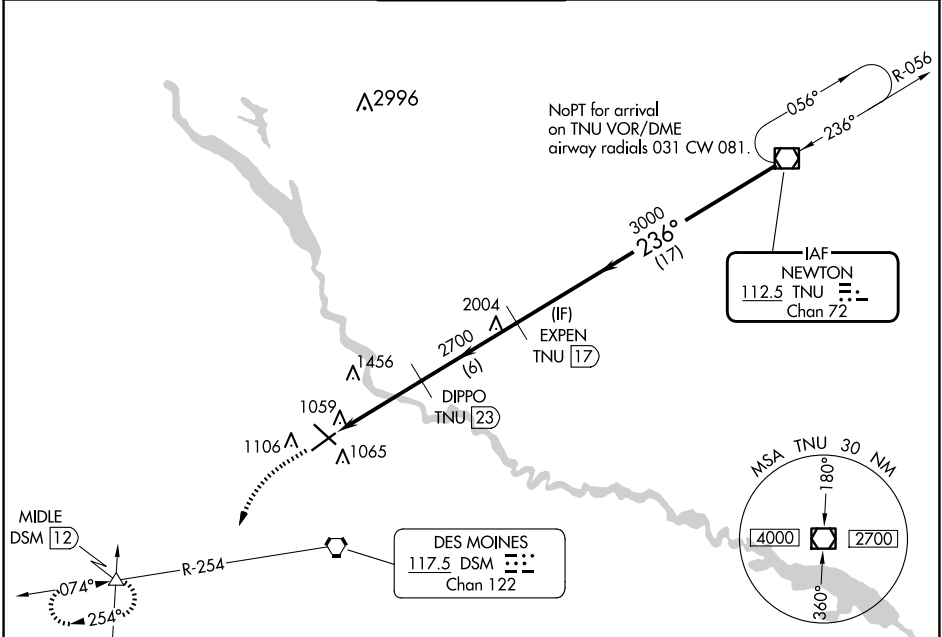 2996
NoPT for arrival
on TNU VOR/DME
airway radials 031 CW 081.
056°
R-056
236°
3000
236°
(17)
IAF
NEWTON
112.5 TNU
Chan 72
2004
(IF)
EXPEN
TNU 17
2700
(6)
1456
DIPPO
TNU 23
1059
1106
1065
MIDLE
DSM 12
R-254
074°
254°
DES MOINES
117.5 DSM
Chan 122
MSA TNU 30 NM
180°
4000
2700
360°